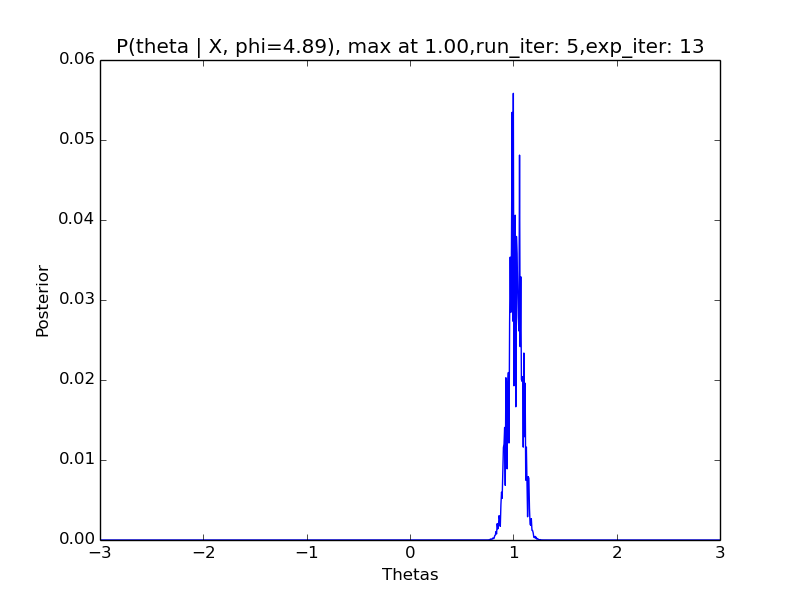 P(theta | X, phi=4.89), max at 1.00,run_iter: 5,exp_iter: 13
0.06
0.05
0.04
0.03
0.02
0.01
0.00
Posterior
−3 −2 −1 0 1 2 3
Thetas